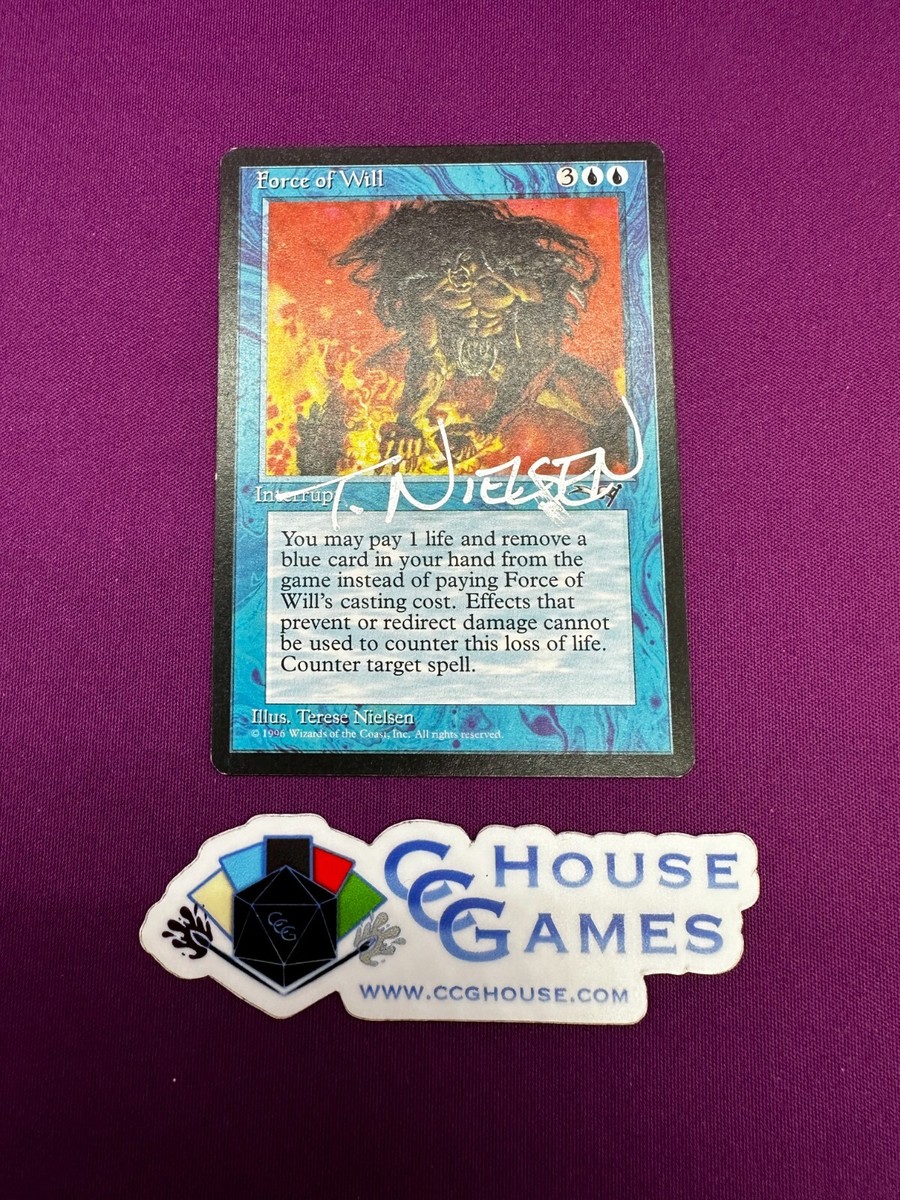 Force of Will 3
T. NIELSEN
Interrupt
You may pay 1 life and remove a
blue card in your hand from the
game instead of paying Force of
Will's casting cost. Effects that
prevent or redirect damage cannot
be used to counter this loss of life.
Counter target spell.
Illus. Terese Nielsen
© 1996 Wizards of the Coast, Inc. All rights reserved.
CCG HOUSE
GAMES
CCG
WWW.CCGHOUSE.COM